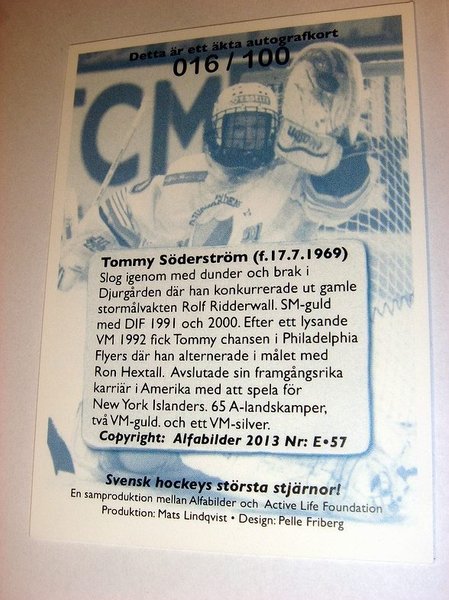 Detta är ett äkta autografkort
016 / 100
CM
Tommy Söderström (f.17.7.1969)
Slog igenom med dunder och brak i
Djurgården där han konkurrerade ut gamle
stormålvakten Rolf Ridderwall. SM-guld
med DIF 1991 och 2000. Efter ett lysande
VM 1992 fick Tommy chansen i Philadelphia
Flyers där han alternerade i målet med
Ron Hextall. Avslutade sin framgångsrika
karriär i Amerika med att spela för
New York Islanders. 65 A-landskamper,
två VM-guld. och ett VM-silver.
Copyright: Alfabilder 2013 Nr: E•57
Svensk hockeys största stjärnor!
En samproduktion mellan Alfabilder och Active Life Foundation
Produktion: Mats Lindqvist • Design: Pelle Friberg